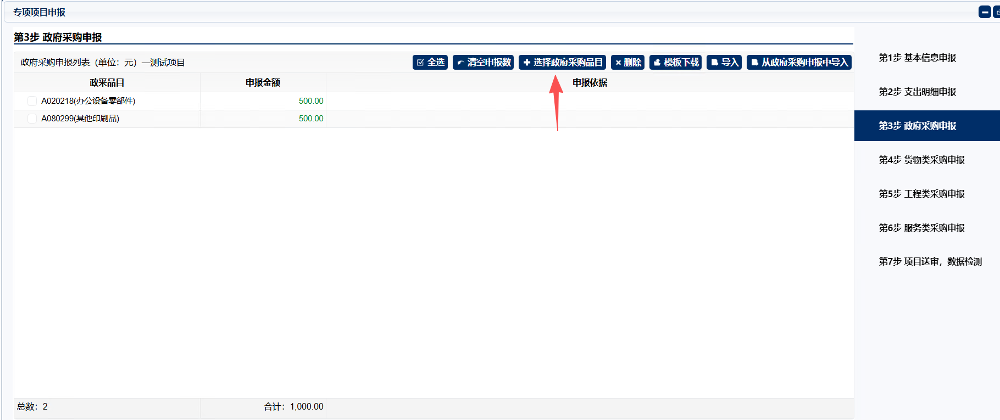 专项项目申报
第3步 政府采购申报
政府采购申报列表（单位：元）—测试项目
全选 清空申报数 选择政府采购品目 删除 模板下载 导入 从政府采购申报中导入
政采品目 申报金额 申报依据
A020218(办公设备零部件) 500.00
A080299(其他印刷品) 500.00
总数：2 合计：1,000.00
第1步 基本信息申报
第2步 支出明细申报
第3步 政府采购申报
第4步 货物类采购申报
第5步 工程类采购申报
第6步 服务类采购申报
第7步 项目送审，数据检测